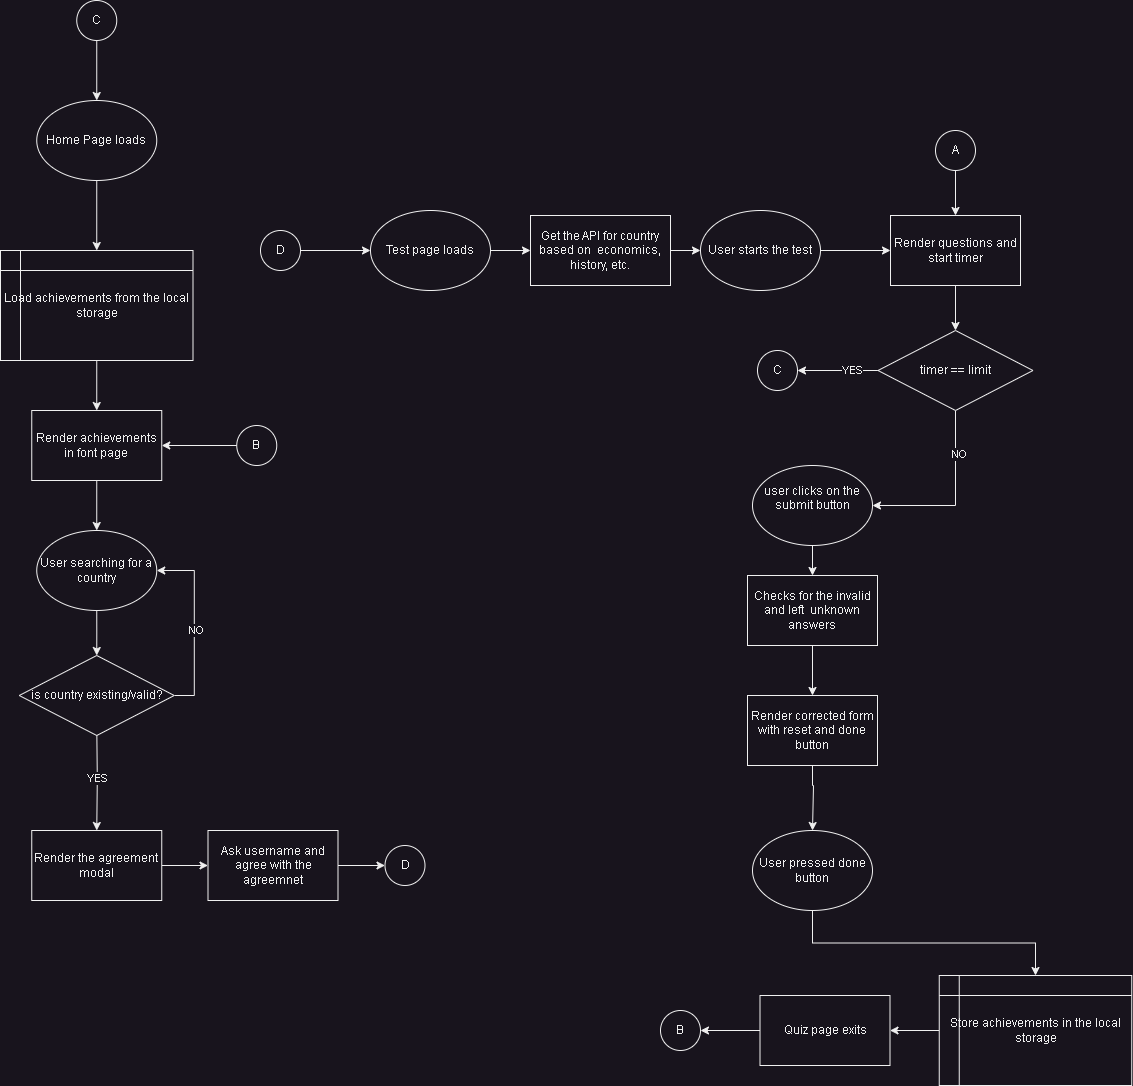 C
Home Page loads
Load achievements from the local
storage
Render achievements
in font page
B
User searching for a
country
NO
is country existing/valid?
YES
Render the agreement
modal
Ask username and
agree with the
agreemnet
D
D
Test page loads
Get the API for country
based on economics,
history, etc.
User starts the test
A
Render questions and
start timer
timer == limit
YES
C
NO
user clicks on the
submit button
Checks for the invalid
and left unknown
answers
Render corrected form
with reset and done
button
User pressed done
button
Store achievements in the local
storage
Quiz page exits
B